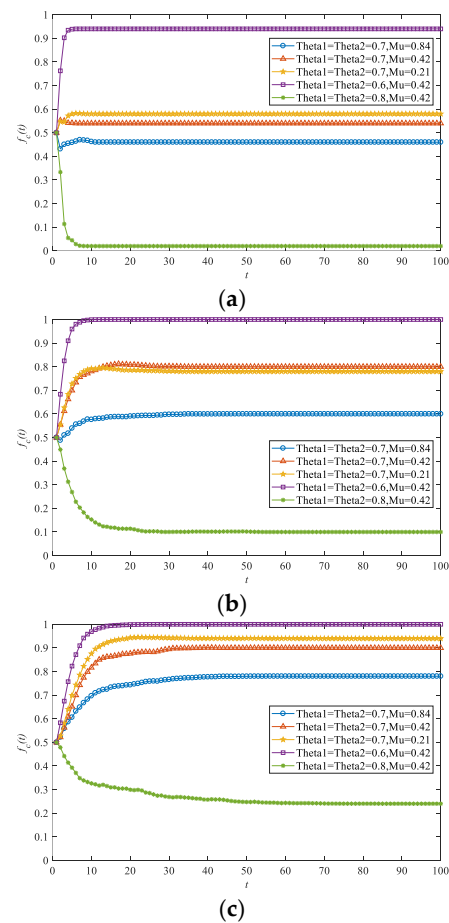 1
0.9
0.8
0.7
0.6
0.5
0.4
0.3
0.2
0.1
0
f_c(t)
Theta1=Theta2=0.7,Mu=0.84
Theta1=Theta2=0.7,Mu=0.42
Theta1=Theta2=0.7,Mu=0.21
Theta1=Theta2=0.6,Mu=0.42
Theta1=Theta2=0.8,Mu=0.42
0 10 20 30 40 50 60 70 80 90 100
t
(a)
1
0.9
0.8
0.7
0.6
0.5
0.4
0.3
0.2
0.1
0
f_c(t)
Theta1=Theta2=0.7,Mu=0.84
Theta1=Theta2=0.7,Mu=0.42
Theta1=Theta2=0.7,Mu=0.21
Theta1=Theta2=0.6,Mu=0.42
Theta1=Theta2=0.8,Mu=0.42
0 10 20 30 40 50 60 70 80 90 100
t
(b)
1
0.9
0.8
0.7
0.6
0.5
0.4
0.3
0.2
0.1
0
f_c(t)
Theta1=Theta2=0.7,Mu=0.84
Theta1=Theta2=0.7,Mu=0.42
Theta1=Theta2=0.7,Mu=0.21
Theta1=Theta2=0.6,Mu=0.42
Theta1=Theta2=0.8,Mu=0.42
0 10 20 30 40 50 60 70 80 90 100
t
(c)